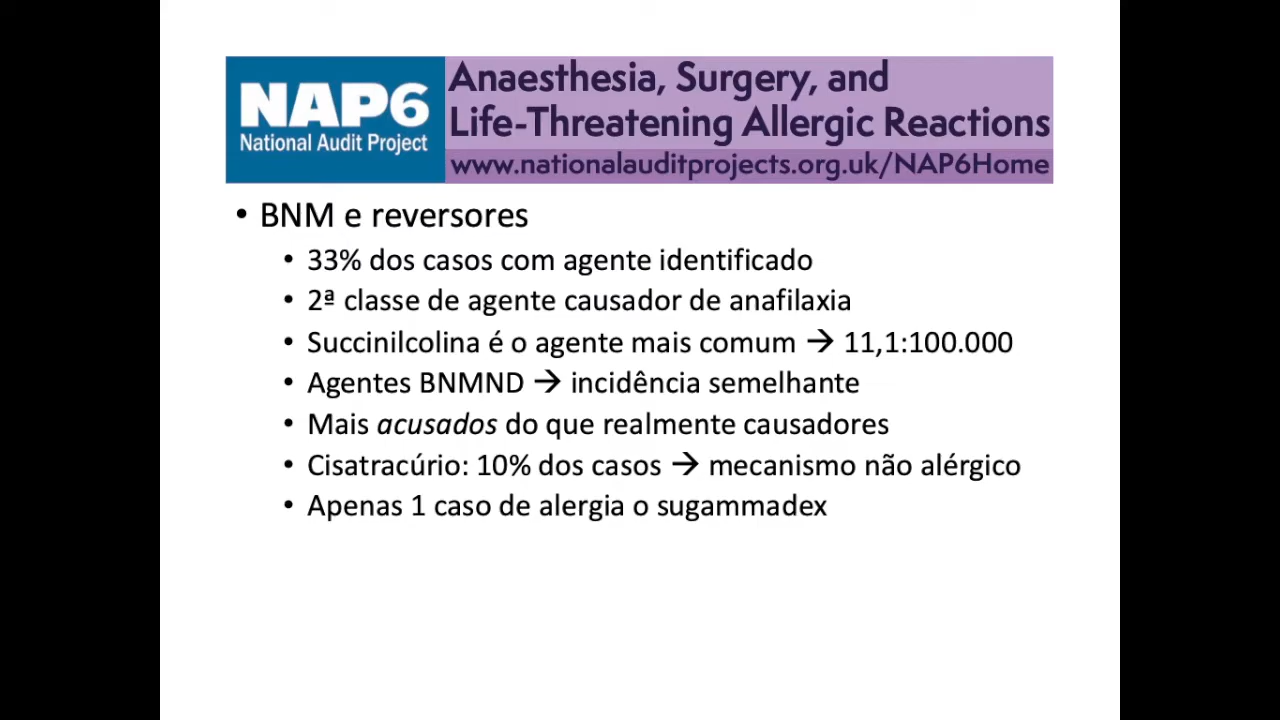 NAP6
National Audit Project
Anaesthesia, Surgery, and
Life-Threatening Allergic Reactions
www.nationalauditprojects.org.uk/NAP6Home
• BNM e reversores
• 33% dos casos com agente identificado
• 2ª classe de agente causador de anafilaxia
• Succinilcolina é o agente mais comum → 11,1:100.000
• Agentes BNMND → incidência semelhante
• Mais acusados do que realmente causadores
• Cisatracúrio: 10% dos casos → mecanismo não alérgico
• Apenas 1 caso de alergia o sugammadex